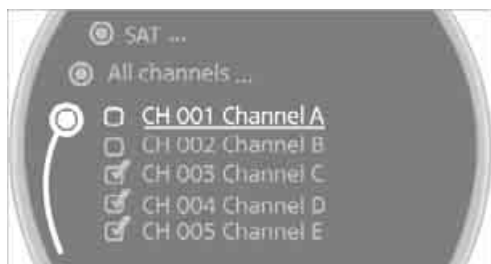 SAT ...
All channels ...
CH 001 Channel A
CH 002 Channel B
CH 003 Channel C
CH 004 Channel D
CH 005 Channel E